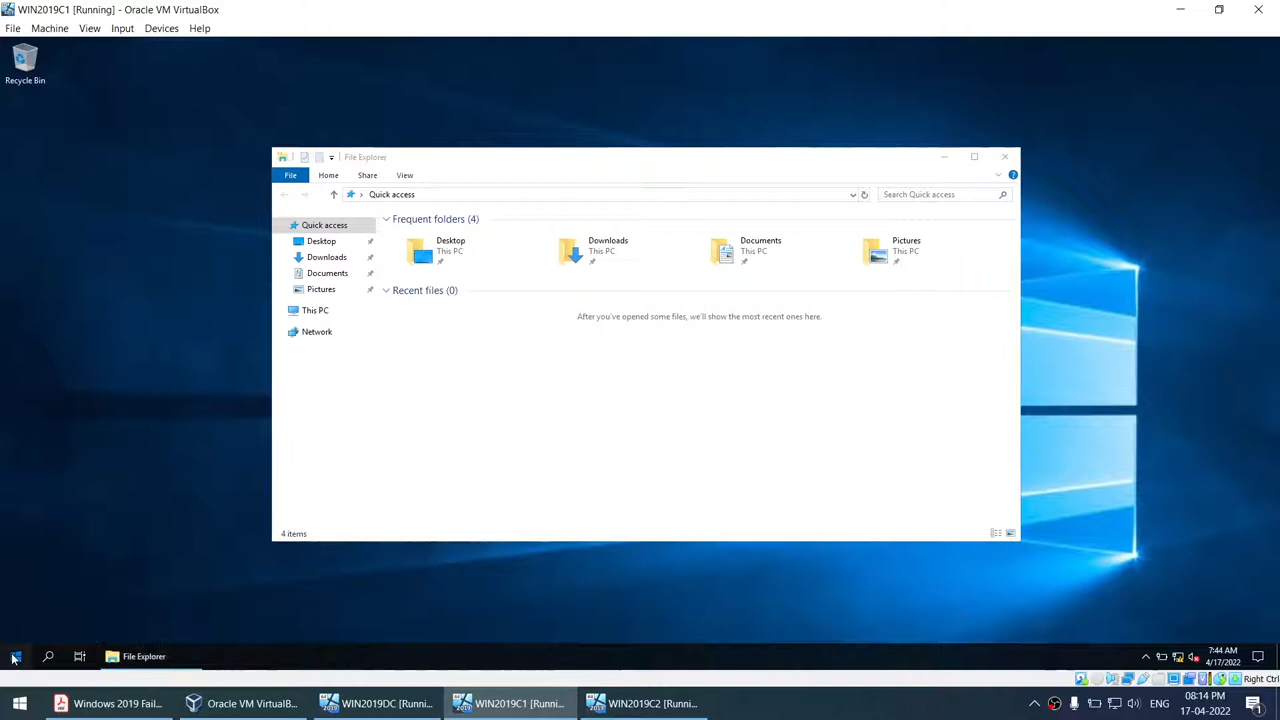 WIN2019C1 [Running] - Oracle VM VirtualBox
File Machine View Input Devices Help
Recycle Bin
File Explorer
File Home Share View
Quick access
Search Quick access
Quick access
Desktop
Downloads
Documents
Pictures
This PC
Network
Frequent folders (4)
Desktop
This PC
Downloads
This PC
Documents
This PC
Pictures
This PC
Recent files (0)
After you've opened some files, we'll show the most recent ones here.
4 items
File Explorer
7:44 AM
4/17/2022
Right Ctrl
Windows 2019 Fail...
Oracle VM VirtualB...
WIN2019DC [Runni...
WIN2019C1 [Runni...
WIN2019C2 [Runni...
ENG
08:14 PM
17-04-2022
1